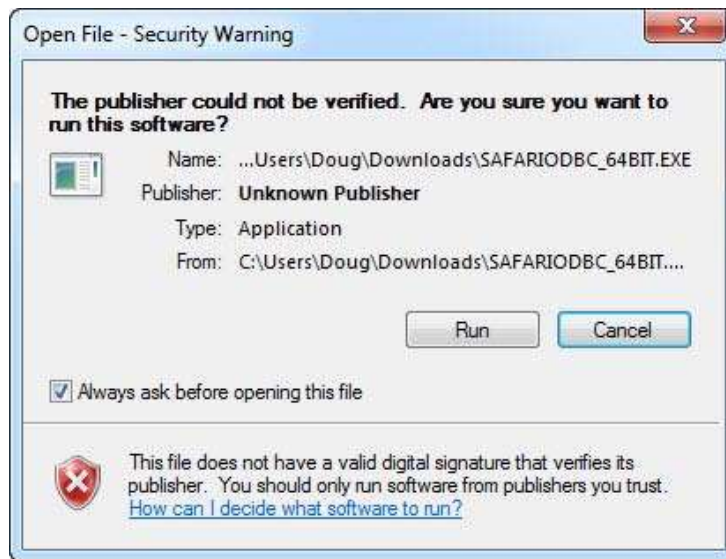 Open File - Security Warning
The publisher could not be verified. Are you sure you want to
run this software?
Name: ...Users\Doug\Downloads\SAFARIODBC_64BIT.EXE
Publisher: Unknown Publisher
Type: Application
From: C:\Users\Doug\Downloads\SAFARIODBC_64BIT....
Run Cancel
Always ask before opening this file
This file does not have a valid digital signature that verifies its
publisher. You should only run software from publishers you trust.
How can I decide what software to run?